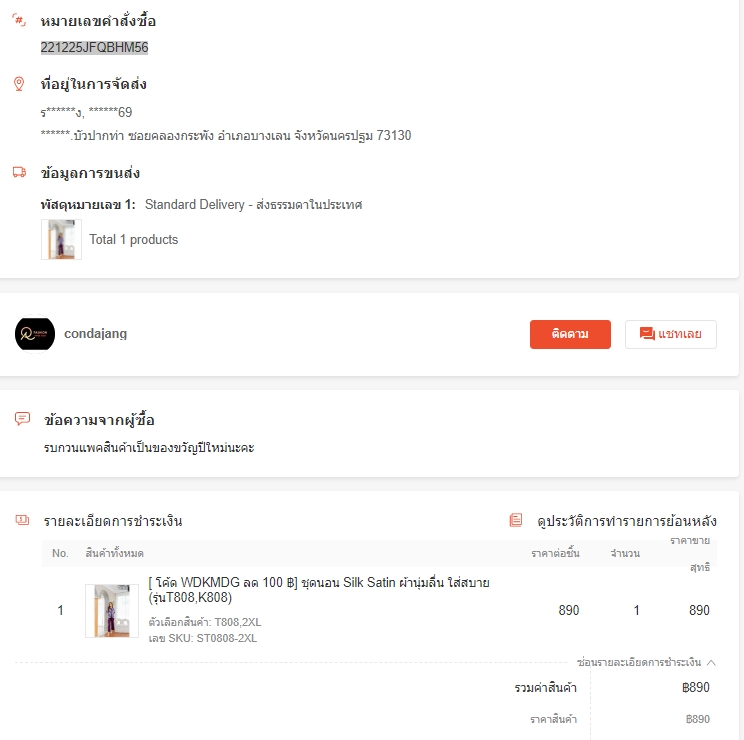 หมายเลขคำสั่งซื้อ
221225JFQBHM56
ที่อยู่ในการจัดส่ง
ร******ง, ******69
******.บัวปากท่า ซอยคลองกระพัง อำเภอบางเลน จังหวัดนครปฐม 73130
ข้อมูลการขนส่ง
พัสดุหมายเลข 1: Standard Delivery - ส่งธรรมดาในประเทศ
Total 1 products
condajang
ติดตาม
แชทเลย
ข้อความจากผู้ซื้อ
รบกวนแพคสินค้าเป็นของขวัญปีใหม่นะคะ
รายละเอียดการชำระเงิน
ดูประวัติการทำรายการย้อนหลัง
No. สินค้าทั้งหมด ราคาต่อชิ้น จำนวน ราคาขายสุทธิ
1 [ โค้ด WDKMDG ลด 100 ฿] ชุดนอน Silk Satin ผ้านุ่มลื่น ใส่สบาย
(รุ่นT808,K808)
890 1 890
ตัวเลือกสินค้า: T808,2XL
เลข SKU: ST0808-2XL
ซ่อนรายละเอียดการชำระเงิน
รวมค่าสินค้า ฿890
ราคาสินค้า ฿890